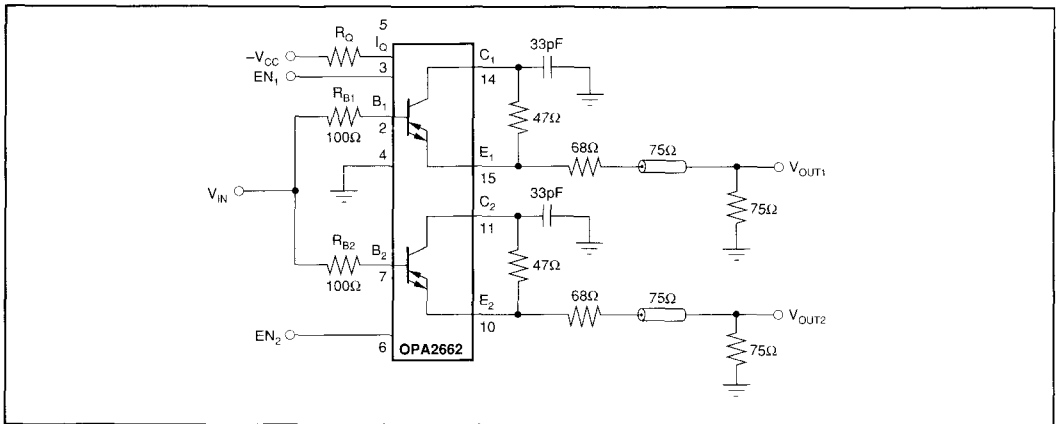 5
R_Q
I_Q
-V_CC
3
EN_1
R_B1
100Ω
B_1
2
4
V_IN
R_B2
100Ω
B_2
7
EN_2
6
OPA2662
C_1
14
33pF
47Ω
E_1
15
68Ω
75Ω
V_OUT1
75Ω
C_2
11
33pF
47Ω
E_2
10
68Ω
75Ω
V_OUT2
75Ω